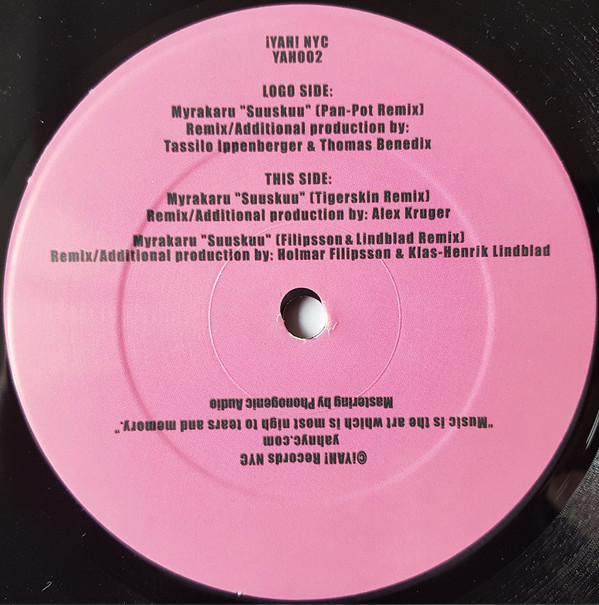 ¡YAH! NYC
YAH002
LOGO SIDE:
Myrakaru "Suuskuu" (Pan-Pot Remix)
Remix/Additional production by:
Tassilo Ippenberger & Thomas Benedix
THIS SIDE:
Myrakaru "Suuskuu" (Tigerskin Remix)
Remix/Additional production by: Alex Kruger
Myrakaru "Suuskuu" (Filipsson & Lindblad Remix)
Remix/Additional production by: Holmar Filipsson & Klas-Henrik Lindblad
©¡YAH! Records NYC
yahnyc.com
"Music is the art which is most nigh to tears and memory."
Mastering by Phonogenic Audio